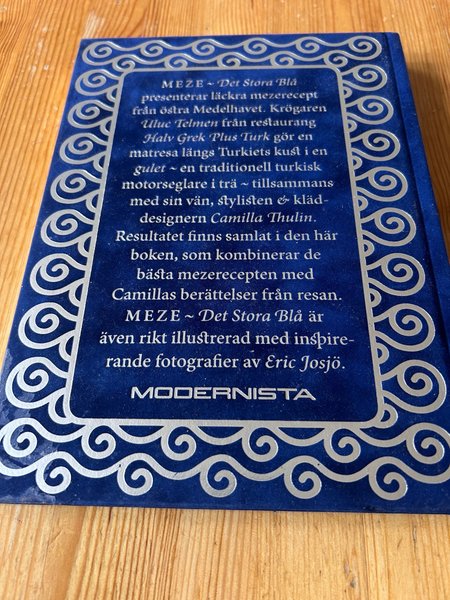 MEZE ~ Det Stora Blå
presenterar läckra mezerecept
från östra Medelhavet. Krögaren
Uluc Telmen från restaurang
Halv Grek Plus Turk gör en
matresa längs Turkiets kust i en
gulet ~ en traditionell turkisk
motorseglare i trä ~ tillsammans
med sin vän, stylisten & kläd-
designern Camilla Thulin.
Resultatet finns samlat i den här
boken, som kombinerar de
bästa mezerecepten med
Camillas berättelser från resan.
MEZE ~ Det Stora Blå är
även rikt illustrerad med inspire-
rande fotografier av Eric Josjö.
MODERNISTA